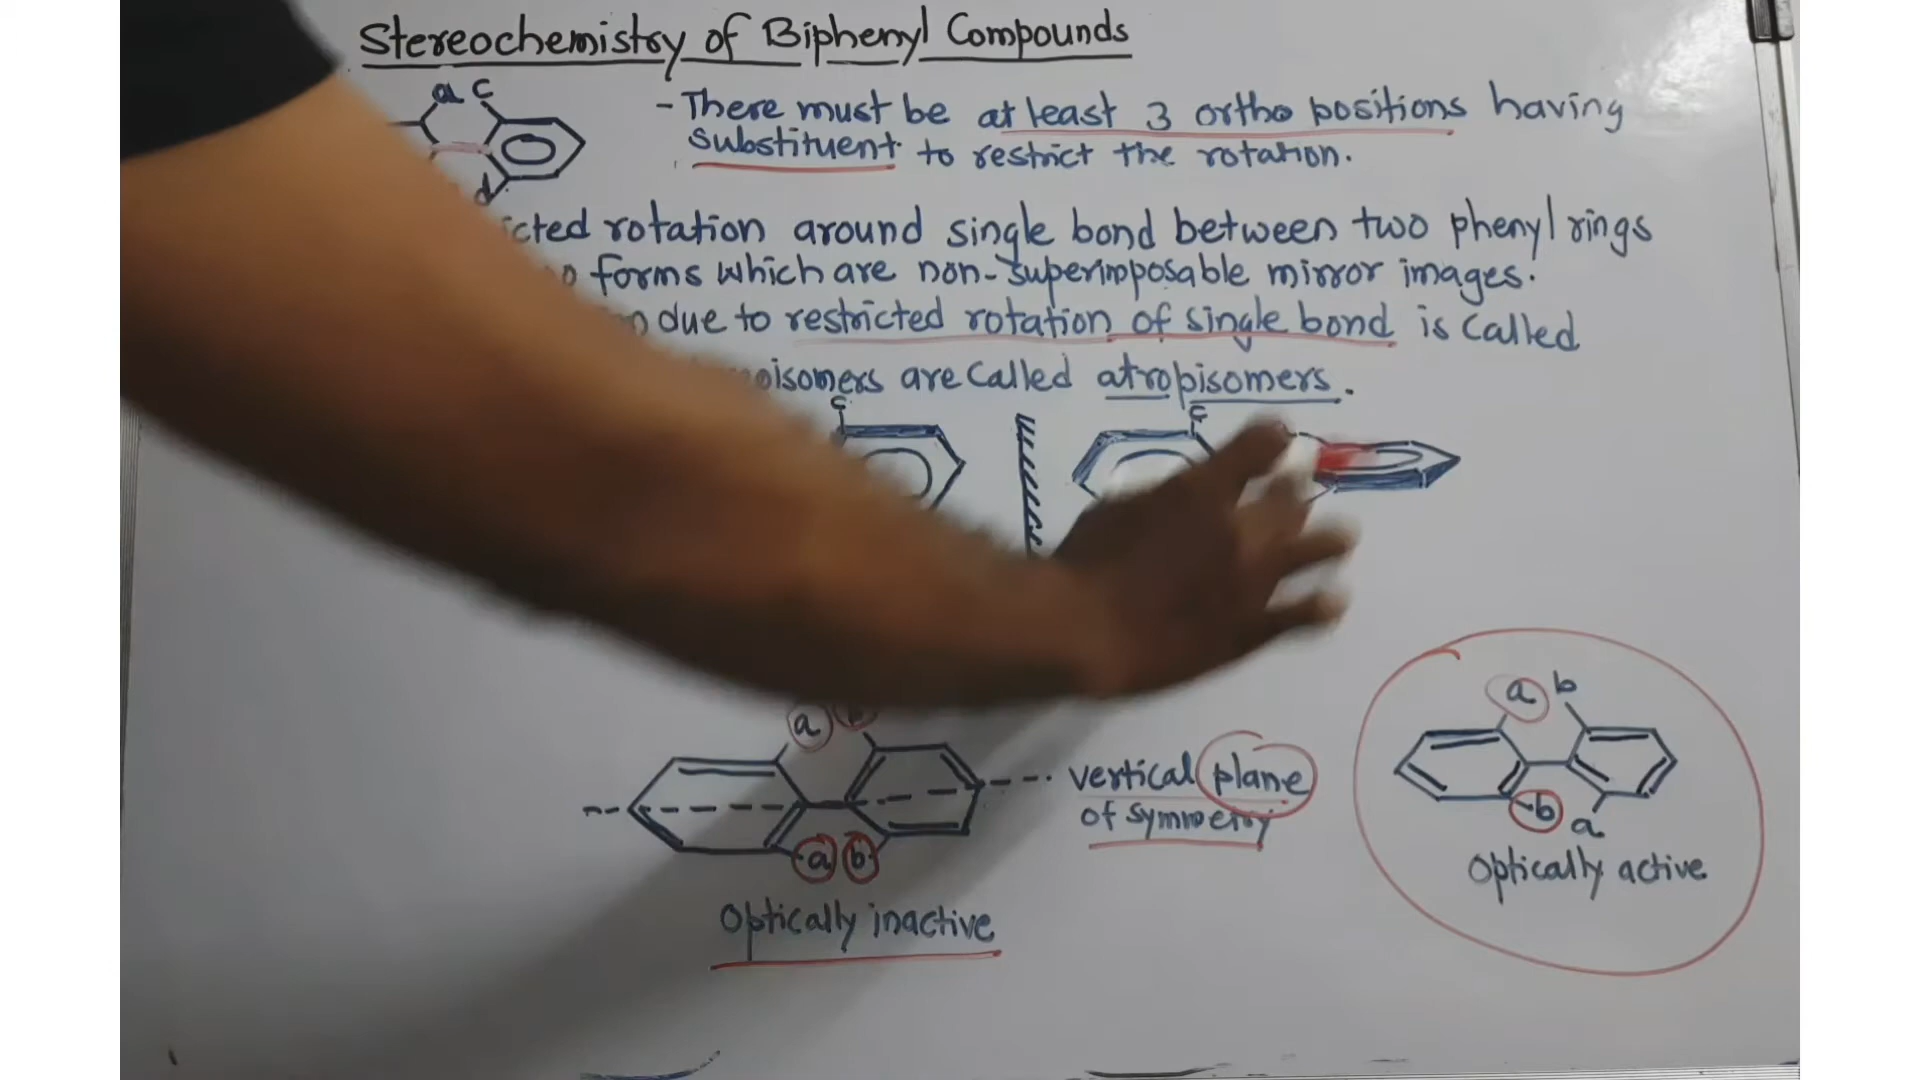 Stereochemistry of Biphenyl Compounds
a c
d
- There must be at least 3 ortho positions having
substituent to restrict the rotation.
rotation around single bond between two phenyl rings
forms which are non-superimposable mirror images.
due to restricted rotation of single bond is called
are called atropisomers.
c
c
a
a b
vertical plane
of symmetry
Optically inactive
a b
b a
Optically active